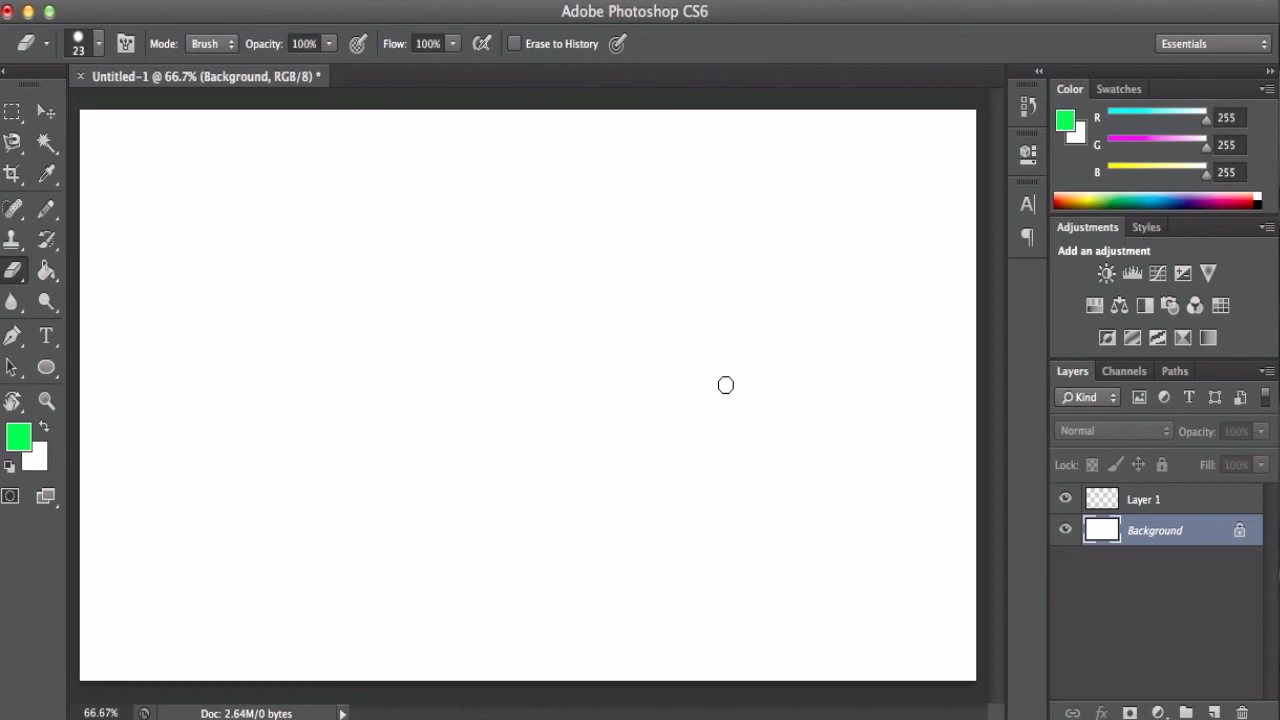 Adobe Photoshop CS6
23 Mode: Brush Opacity: 100% Flow: 100% Erase to History Essentials
Untitled-1 @ 66.7% (Background, RGB/8) *
Color Swatches
R 255
G 255
B 255
Adjustments Styles
Add an adjustment
Layers Channels Paths
Kind
Normal Opacity: 100%
Lock: Fill: 100%
Layer 1
Background
66.67% Doc: 2.64M/0 bytes